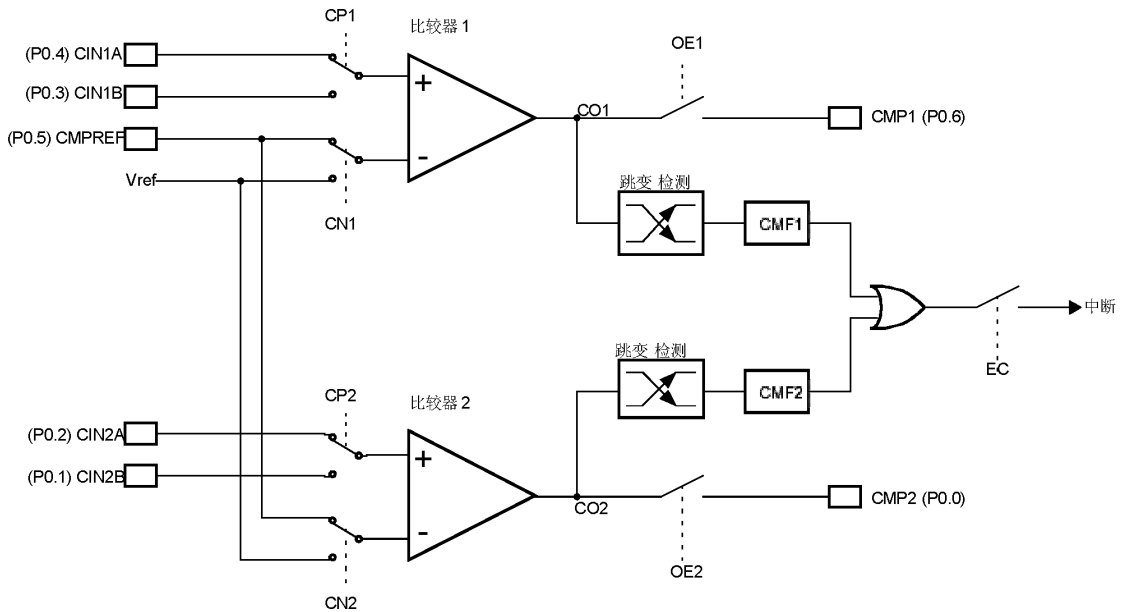 CP1
比较器 1
(P0.4) CIN1A
OE1
(P0.3) CIN1B
CO1
CMP1 (P0.6)
(P0.5) CMPREF
Vref
跳变 检测
CN1
CMF1
中断
跳变 检测
EC
CP2
比较器 2
CMF2
(P0.2) CIN2A
(P0.1) CIN2B
CO2
CMP2 (P0.0)
OE2
CN2
+
-
+
-